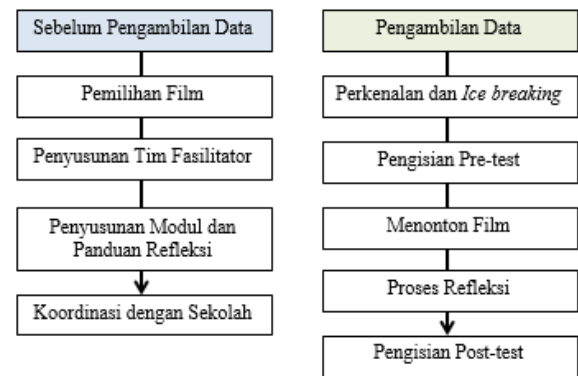 Sebelum Pengambilan Data
Pemilihan Film
Penyusunan Tim Fasilitator
Penyusunan Modul dan
Panduan Refleksi
Koordinasi dengan Sekolah
Pengambilan Data
Perkenalan dan Ice breaking
Pengisian Pre-test
Menonton Film
Proses Refleksi
Pengisian Post-test